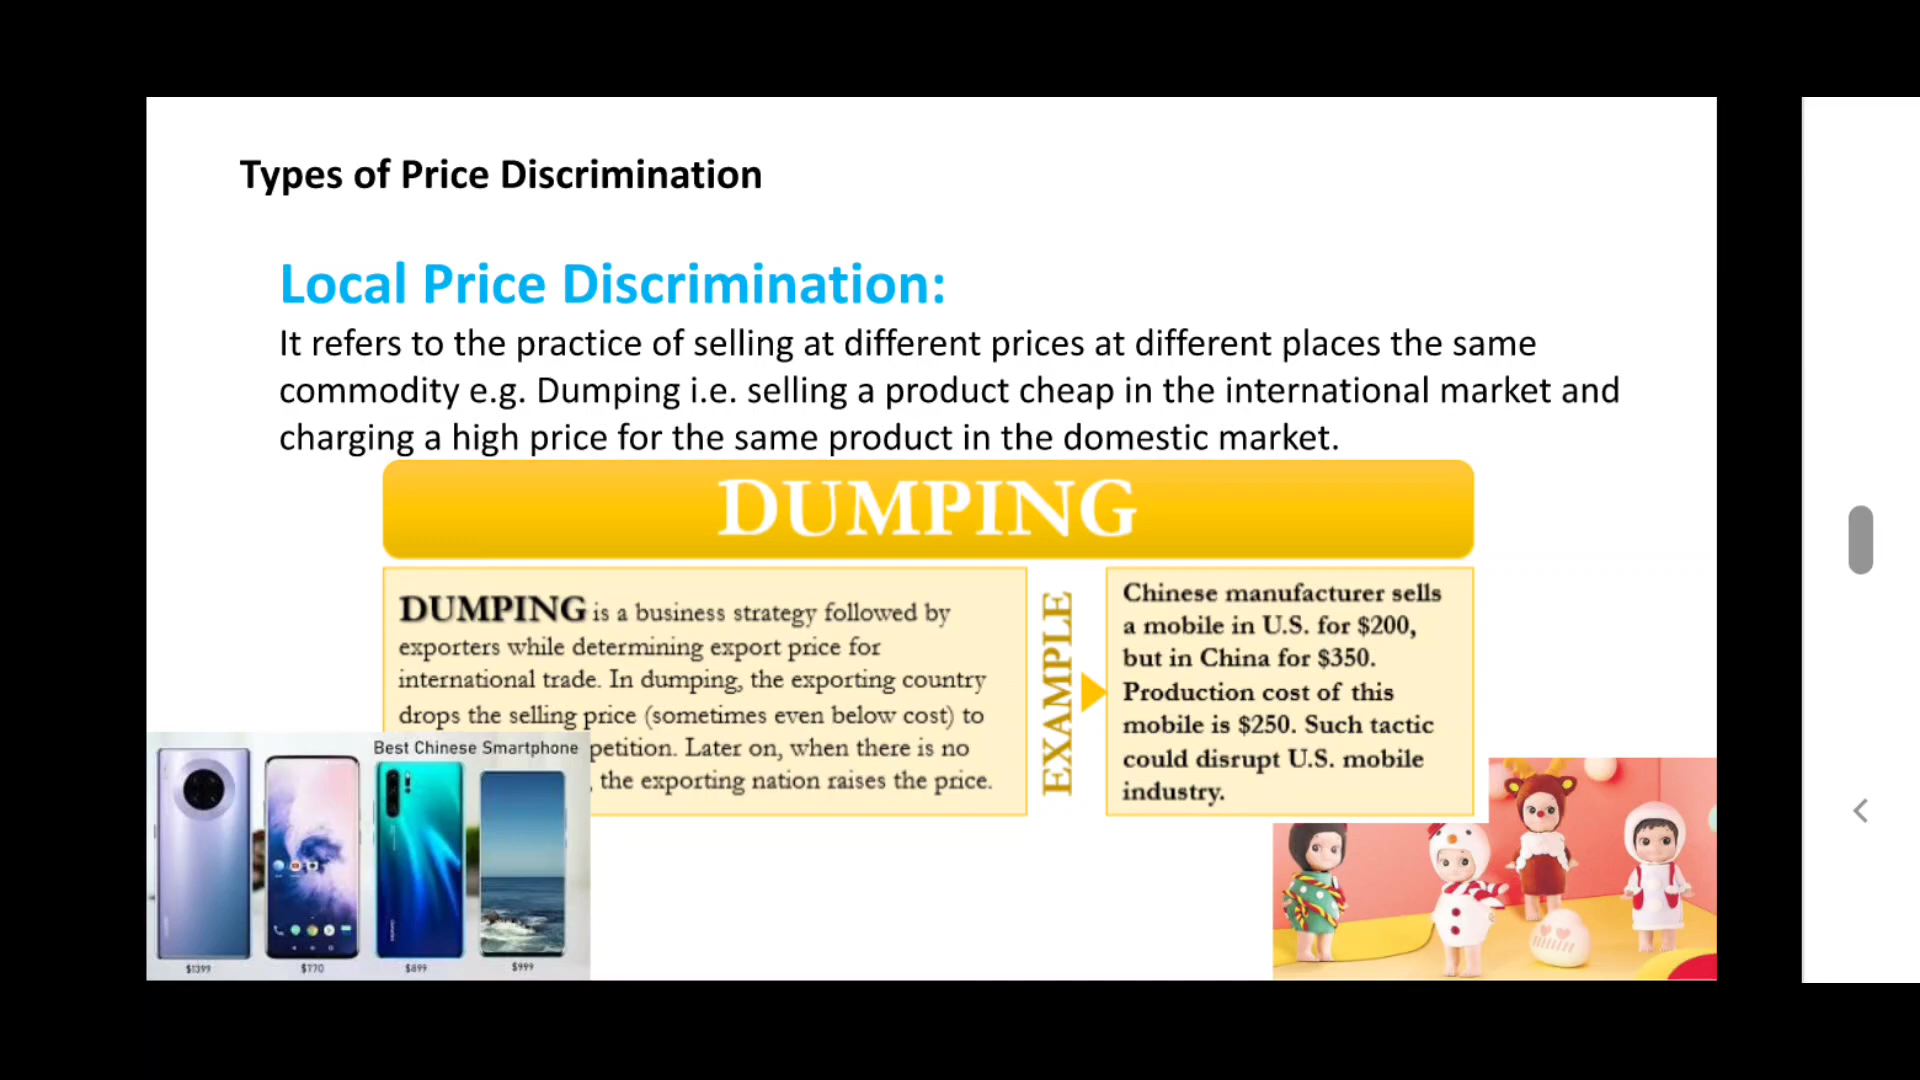 Types of Price Discrimination
Local Price Discrimination:
It refers to the practice of selling at different prices at different places the same
commodity e.g. Dumping i.e. selling a product cheap in the international market and
charging a high price for the same product in the domestic market.
DUMPING
DUMPING is a business strategy followed by
exporters while determining export price for
international trade. In dumping, the exporting country
drops the selling price (sometimes even below cost) to
petition. Later on, when there is no
, the exporting nation raises the price.
EXAMPLE
Chinese manufacturer sells
a mobile in U.S. for $200,
but in China for $350.
Production cost of this
mobile is $250. Such tactic
could disrupt U.S. mobile
industry.
Best Chinese Smartphone
$1399 $770 $899 $999